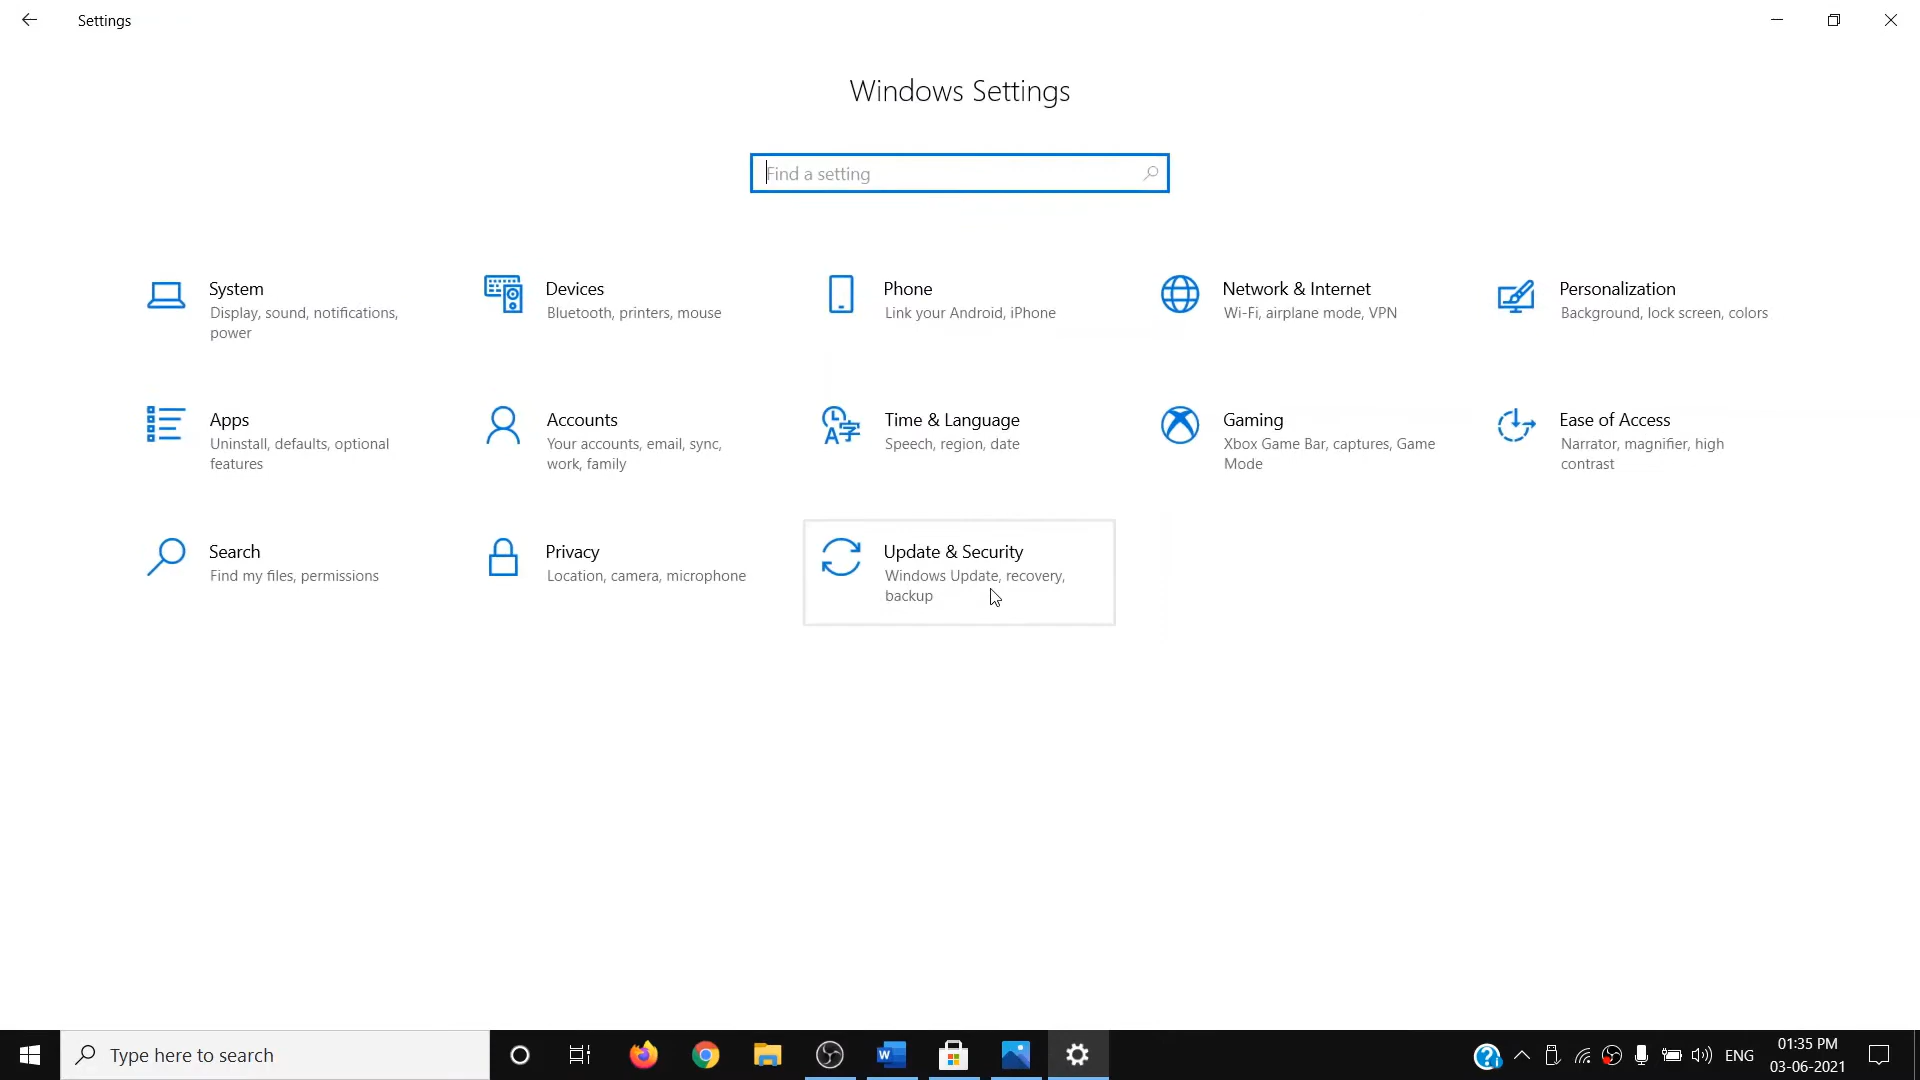 Settings
Windows Settings
Find a setting
System
Display, sound, notifications,
power
Devices
Bluetooth, printers, mouse
Phone
Link your Android, iPhone
Network & Internet
Wi-Fi, airplane mode, VPN
Personalization
Background, lock screen, colors
Apps
Uninstall, defaults, optional
features
Accounts
Your accounts, email, sync,
work, family
Time & Language
Speech, region, date
Gaming
Xbox Game Bar, captures, Game
Mode
Ease of Access
Narrator, magnifier, high
contrast
Search
Find my files, permissions
Privacy
Location, camera, microphone
Update & Security
Windows Update, recovery,
backup
Type here to search
ENG
01:35 PM
03-06-2021